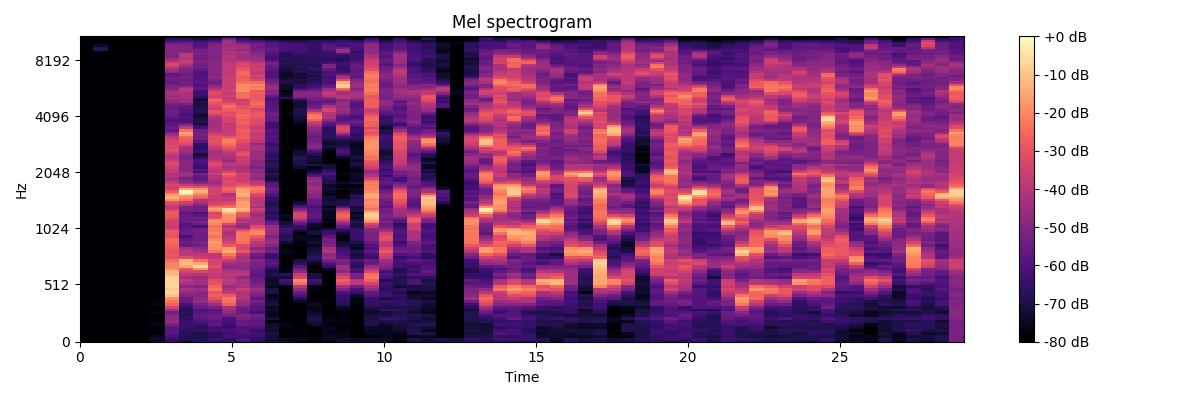 Mel spectrogram
Hz
8192
4096
2048
1024
512
0
0 5 10 15 20 25
Time
+0 dB
-10 dB
-20 dB
-30 dB
-40 dB
-50 dB
-60 dB
-70 dB
-80 dB